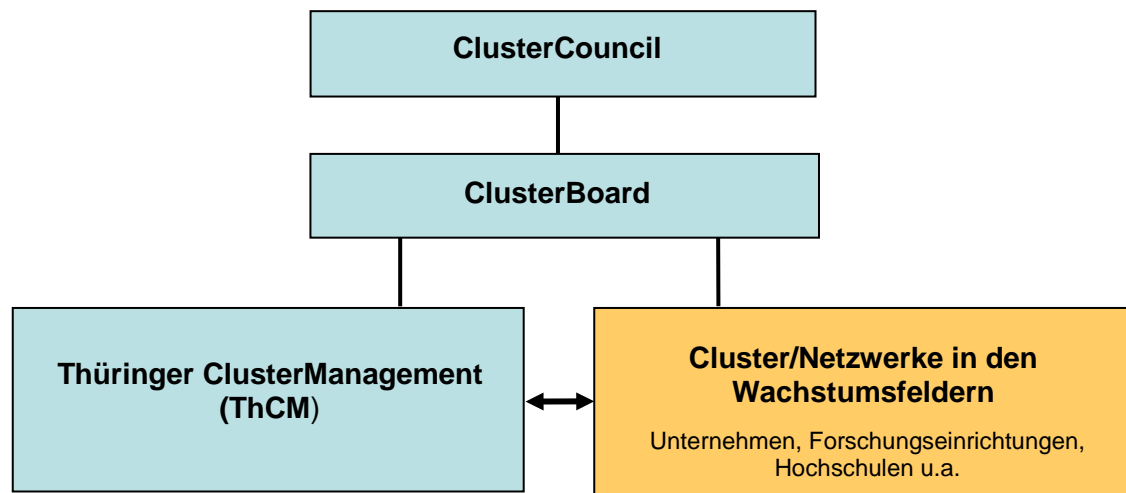 ClusterCouncil
ClusterBoard
Thüringer ClusterManagement
(ThCM)
Cluster/Netzwerke in den
Wachstumsfeldern
Unternehmen, Forschungseinrichtungen,
Hochschulen u.a.